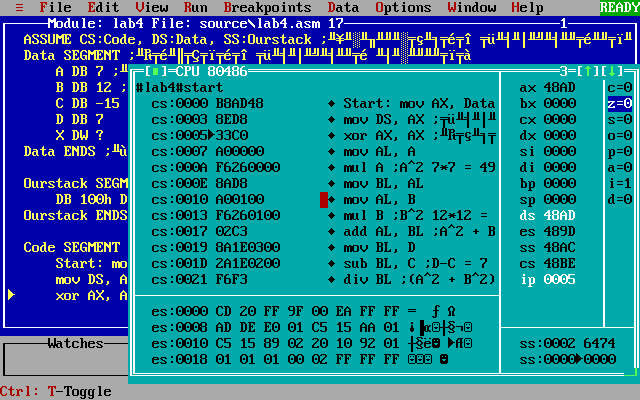 ≡ File Edit View Run Breakpoints Data Options Window Help READY
Module: lab4 File: source\lab4.asm 17 1
ASSUME CS:Code, DS:Data, SS:Ourstack
Data SEGMENT
A DB 7
B DB 12
C DB -15
D DB 7
X DW ?
Data ENDS
Ourstack SEGM
DB 100h D
Ourstack ENDS
Code SEGMENT
Start: mo
mov DS, A
xor AX, A
Watches
CPU 80486 3
#lab4#start
cs:0000 B8AD48 Start: mov AX, Data
cs:0003 8ED8 mov DS, AX
cs:0005 33C0 xor AX, AX
cs:0007 A00000 mov AL, A
cs:000A F6260000 mul A ;A^2 7*7 = 49
cs:000E 8AD8 mov BL, AL
cs:0010 A00100 mov AL, B
cs:0013 F6260100 mul B ;B^2 12*12 =
cs:0017 02C3 add AL, BL ;A^2 + B
cs:0019 8A1E0300 mov BL, D
cs:001D 2A1E0200 sub BL, C ;D-C = 7
cs:0021 F6F3 div BL ;(A^2 + B^2)
ax 48AD c=0
bx 0000 z=0
cx 0000 s=0
dx 0000 o=0
si 0000 p=0
di 0000 a=0
bp 0000 i=1
sp 0000 d=0
ds 48AD
es 489D
ss 48AC
cs 48BE
ip 0005
es:0000 CD 20 FF 9F 00 EA FF FF
es:0008 AD DE E0 01 C5 15 AA 01
es:0010 C5 15 89 02 20 10 92 01
es:0018 01 01 01 00 02 FF FF FF
ss:0002 6474
ss:0000 0000
Ctrl: T-Toggle